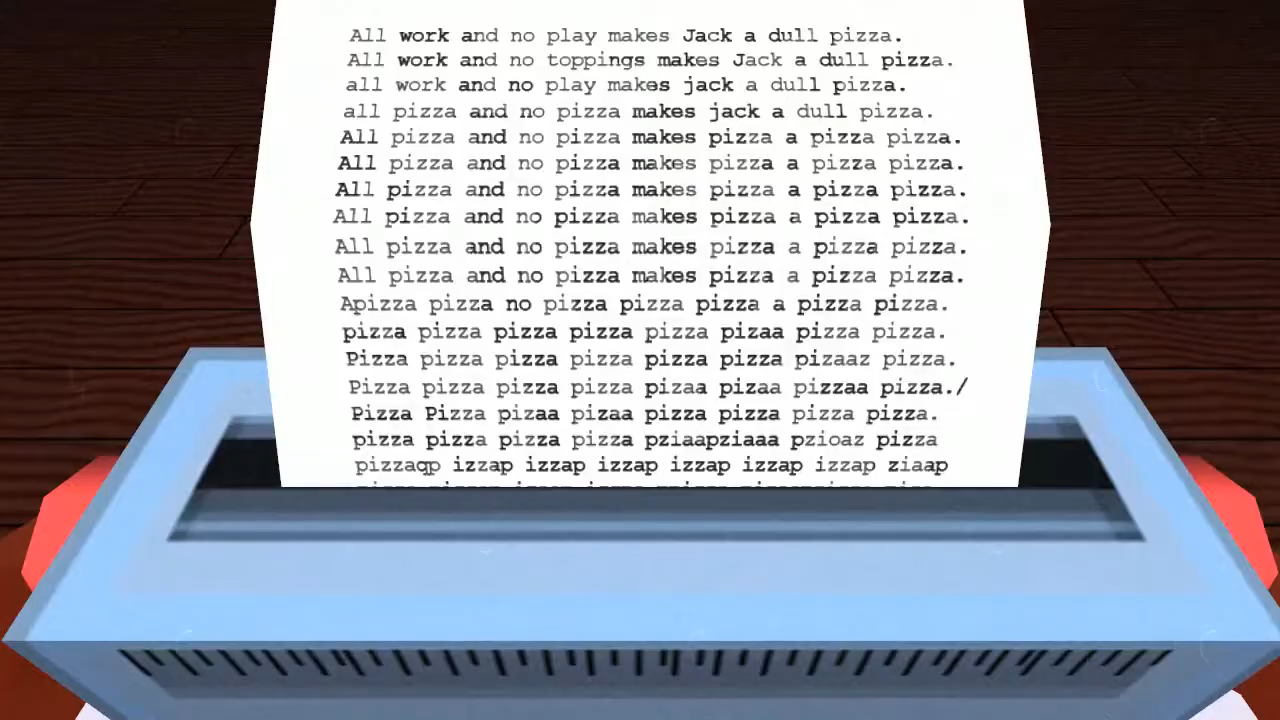 All work and no play makes Jack a dull pizza.
All work and no toppings makes Jack a dull pizza.
all work and no play makes jack a dull pizza.
all pizza and no pizza makes jack a dull pizza.
All pizza and no pizza makes pizza a pizza pizza.
All pizza and no pizza makes pizza a pizza pizza.
All pizza and no pizza makes pizza a pizza pizza.
All pizza and no pizza makes pizza a pizza pizza.
All pizza and no pizza makes pizza a pizza pizza.
All pizza and no pizza makes pizza a pizza pizza.
Apizza pizza no pizza pizza pizza a pizza pizza.
pizza pizza pizza pizza pizza pizaa pizza pizza.
Pizza pizza pizza pizza pizza pizza pizaaz pizza.
Pizza pizza pizza pizza pizaa pizaa pizzaa pizza./
Pizza Pizza pizaa pizaa pizza pizza pizza pizza.
pizza pizza pizza pizza pziaapziaaa pzioaz pizza
pizzaqp izzap izzap izzap izzap izzap izzap ziaap